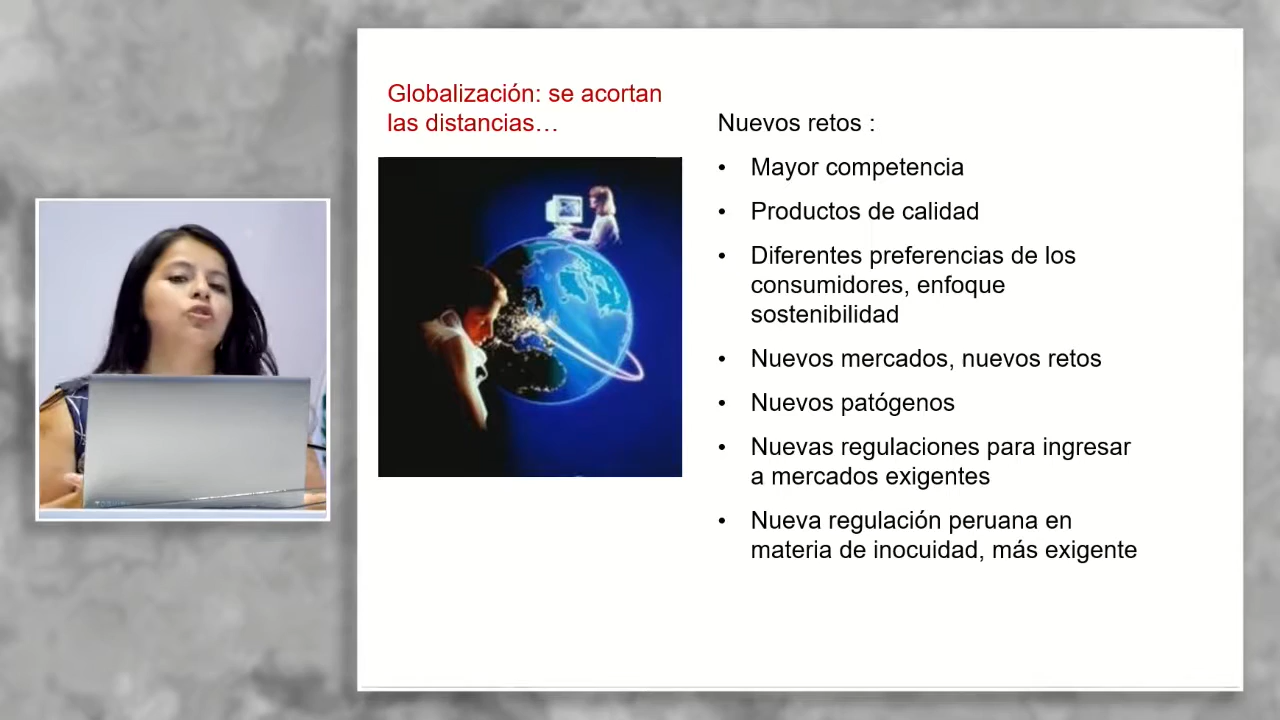 Globalización: se acortan
las distancias…
Nuevos retos :
• Mayor competencia
• Productos de calidad
• Diferentes preferencias de los
consumidores, enfoque
sostenibilidad
• Nuevos mercados, nuevos retos
• Nuevos patógenos
• Nuevas regulaciones para ingresar
a mercados exigentes
• Nueva regulación peruana en
materia de inocuidad, más exigente